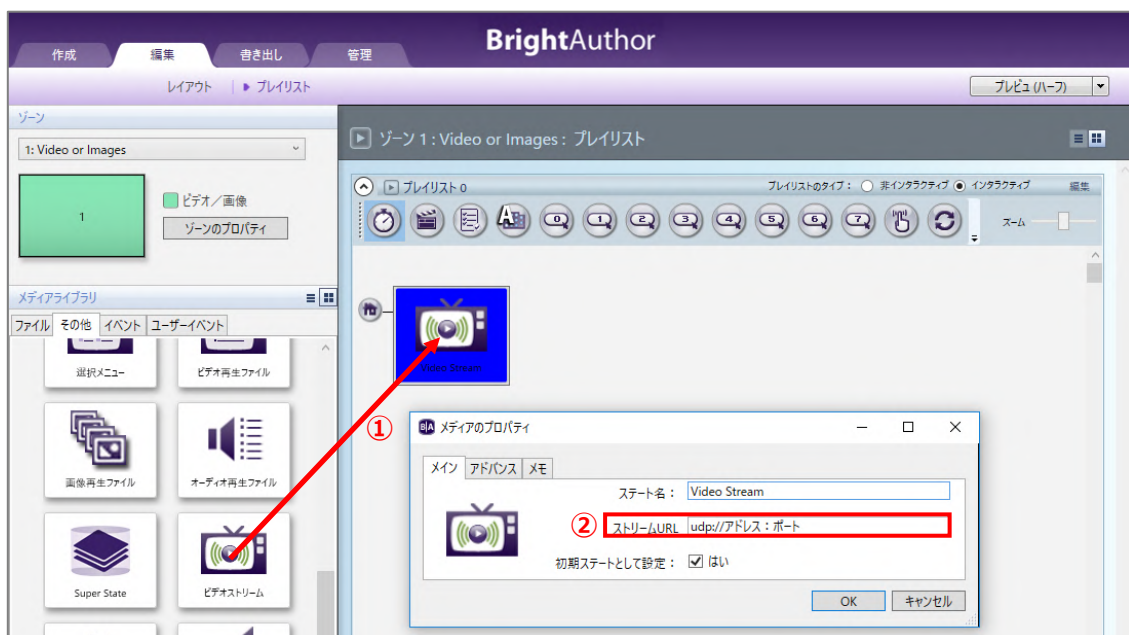 BrightAuthor
作成
編集
書き出し
管理
レイアウト
プレイリスト
プレビュ (ハーフ)
ゾーン
1: Video or Images
1
ビデオ／画像
ゾーンのプロパティ
ゾーン 1 : Video or Images : プレイリスト
プレイリスト 0
プレイリストのタイプ： 非インタラクティブ インタラクティブ 編集
0 1 2 3 4 5 6 7
ズーム
メディアライブラリ
ファイル その他 イベント ユーザーイベント
選択メニュー
ビデオ再生ファイル
画像再生ファイル
オーディオ再生ファイル
Super State
ビデオストリーム
Video Stream
①
BA メディアのプロパティ
メイン アドバンス メモ
ステート名： Video Stream
② ストリームURL udp://アドレス：ポート
初期ステートとして設定： はい
OK キャンセル